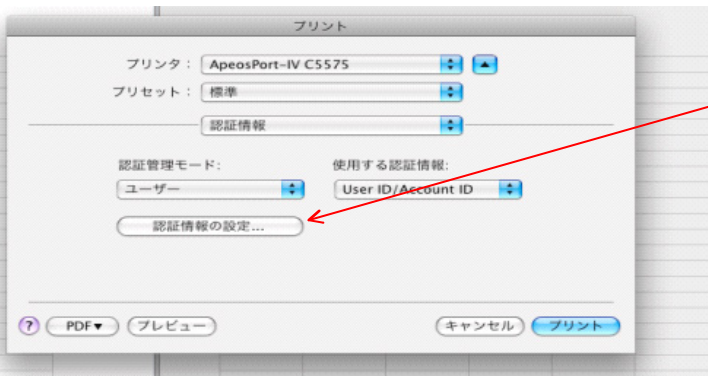 プリント
プリンタ： ApeosPort-IV C5575
プリセット： 標準
認証情報
認証管理モード: 使用する認証情報:
ユーザー User ID/Account ID
認証情報の設定...
? PDF▼ プレビュー キャンセル プリント